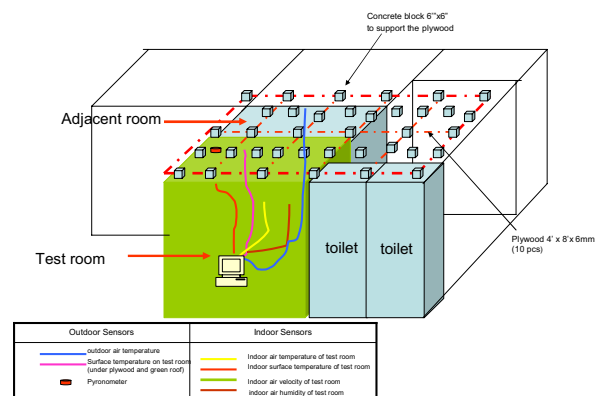 Concrete block 6"'x6"
to support the plywood
Adjacent room
Test room
toilet
toilet
Plywood 4' x 8'x 6mm
(10 pcs)
Outdoor Sensors
Indoor Sensors
outdoor air temperature
Surface temperature on test room
(under plywood and green roof)
Pyronometer
Indoor air temperature of test room
Indoor surface temperature of test room
Indoor air velocity of test room
indoor air humidity of test room